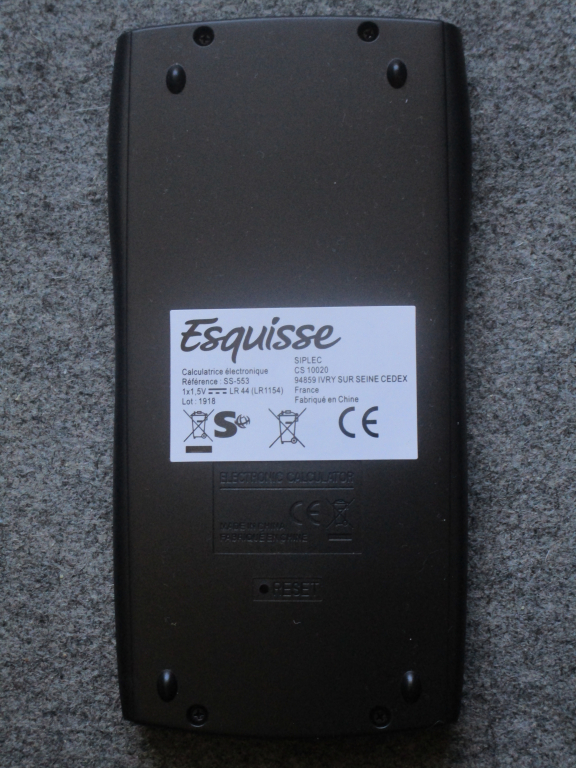 Esquisse
Calculatrice électronique
Référence : SS-553
1x1,5V LR 44 (LR1154)
Lot : 1918
SIPLEC
CS 10020
94859 IVRY SUR SEINE CEDEX
France
Fabriqué en Chine
CE
ELECTRONIC CALCULATOR
CE
MADE IN CHINA
FABRIQUE EN CHINE
RESET